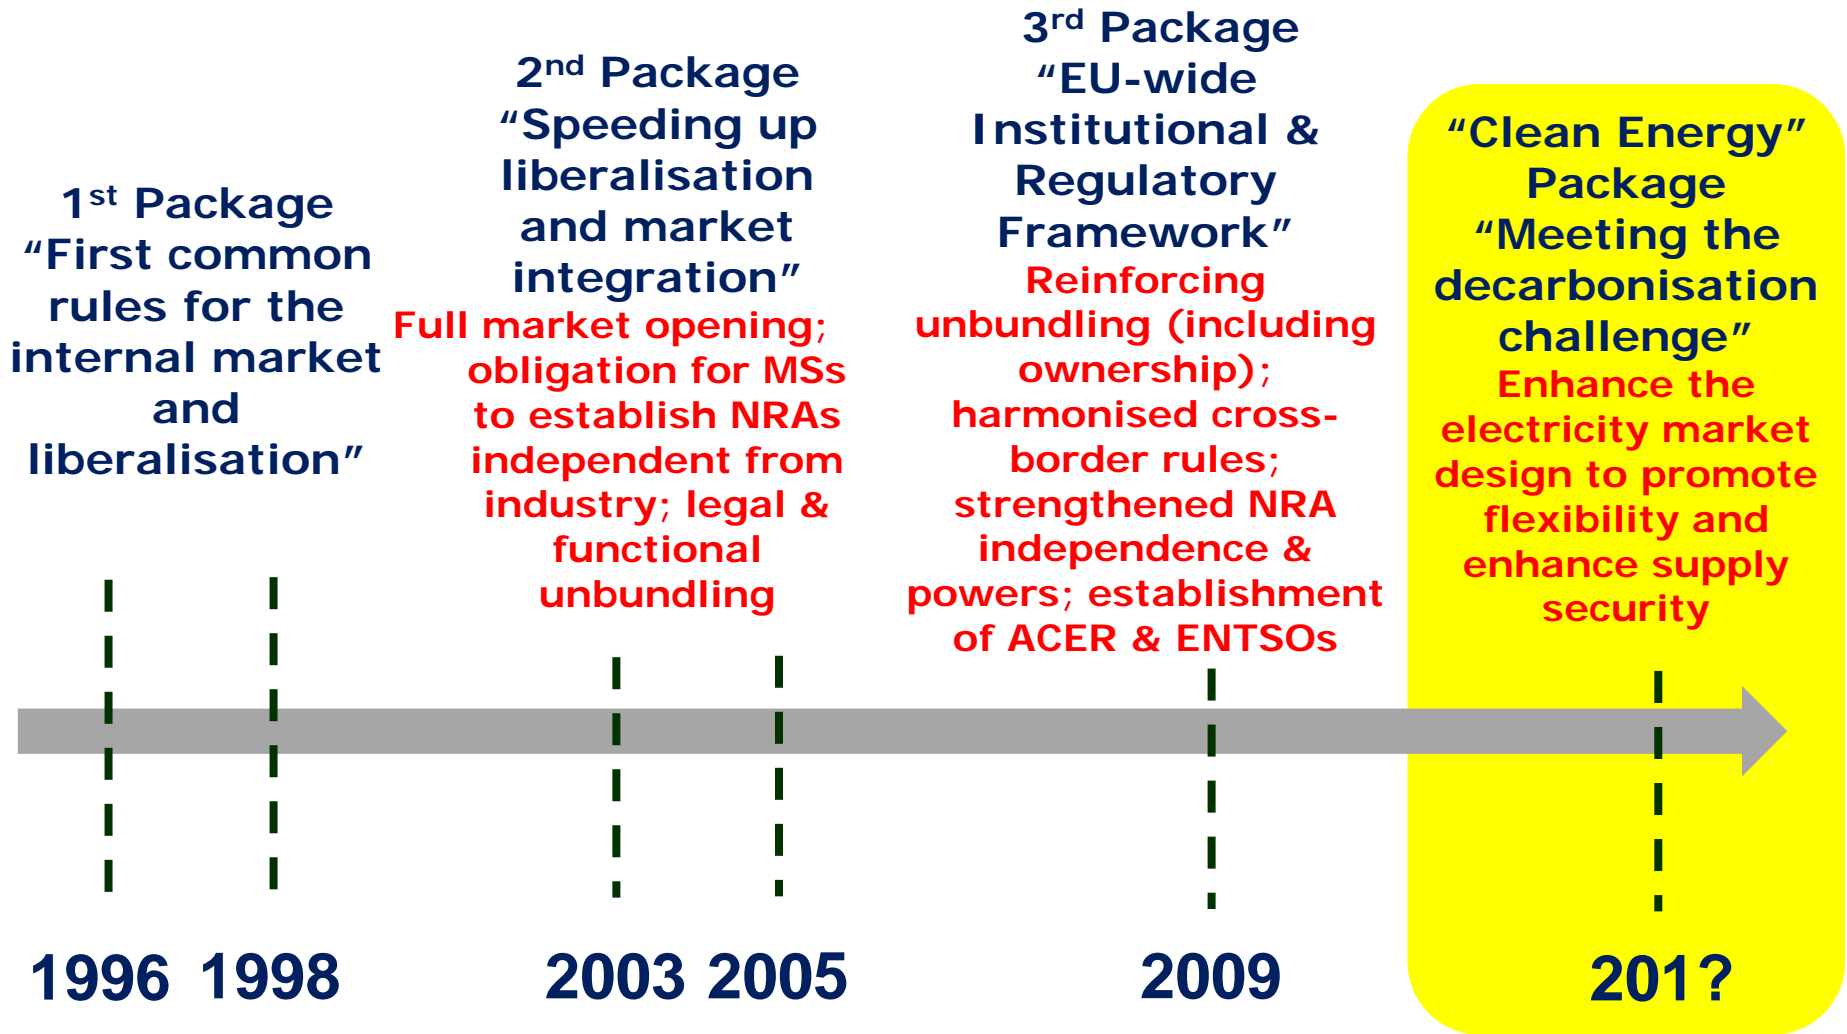 1st Package
“First common
rules for the
internal market
and
liberalisation”
2nd Package
“Speeding up
liberalisation
and market
integration”
Full market opening;
obligation for MSs
to establish NRAs
independent from
industry; legal &
functional
unbundling
3rd Package
“EU-wide
Institutional &
Regulatory
Framework”
Reinforcing
unbundling (including
ownership);
harmonised cross-
border rules;
strengthened NRA
independence &
powers; establishment
of ACER & ENTSOs
“Clean Energy”
Package
“Meeting the
decarbonisation
challenge”
Enhance the
electricity market
design to promote
flexibility and
enhance supply
security
1996 1998 2003 2005 2009 201?